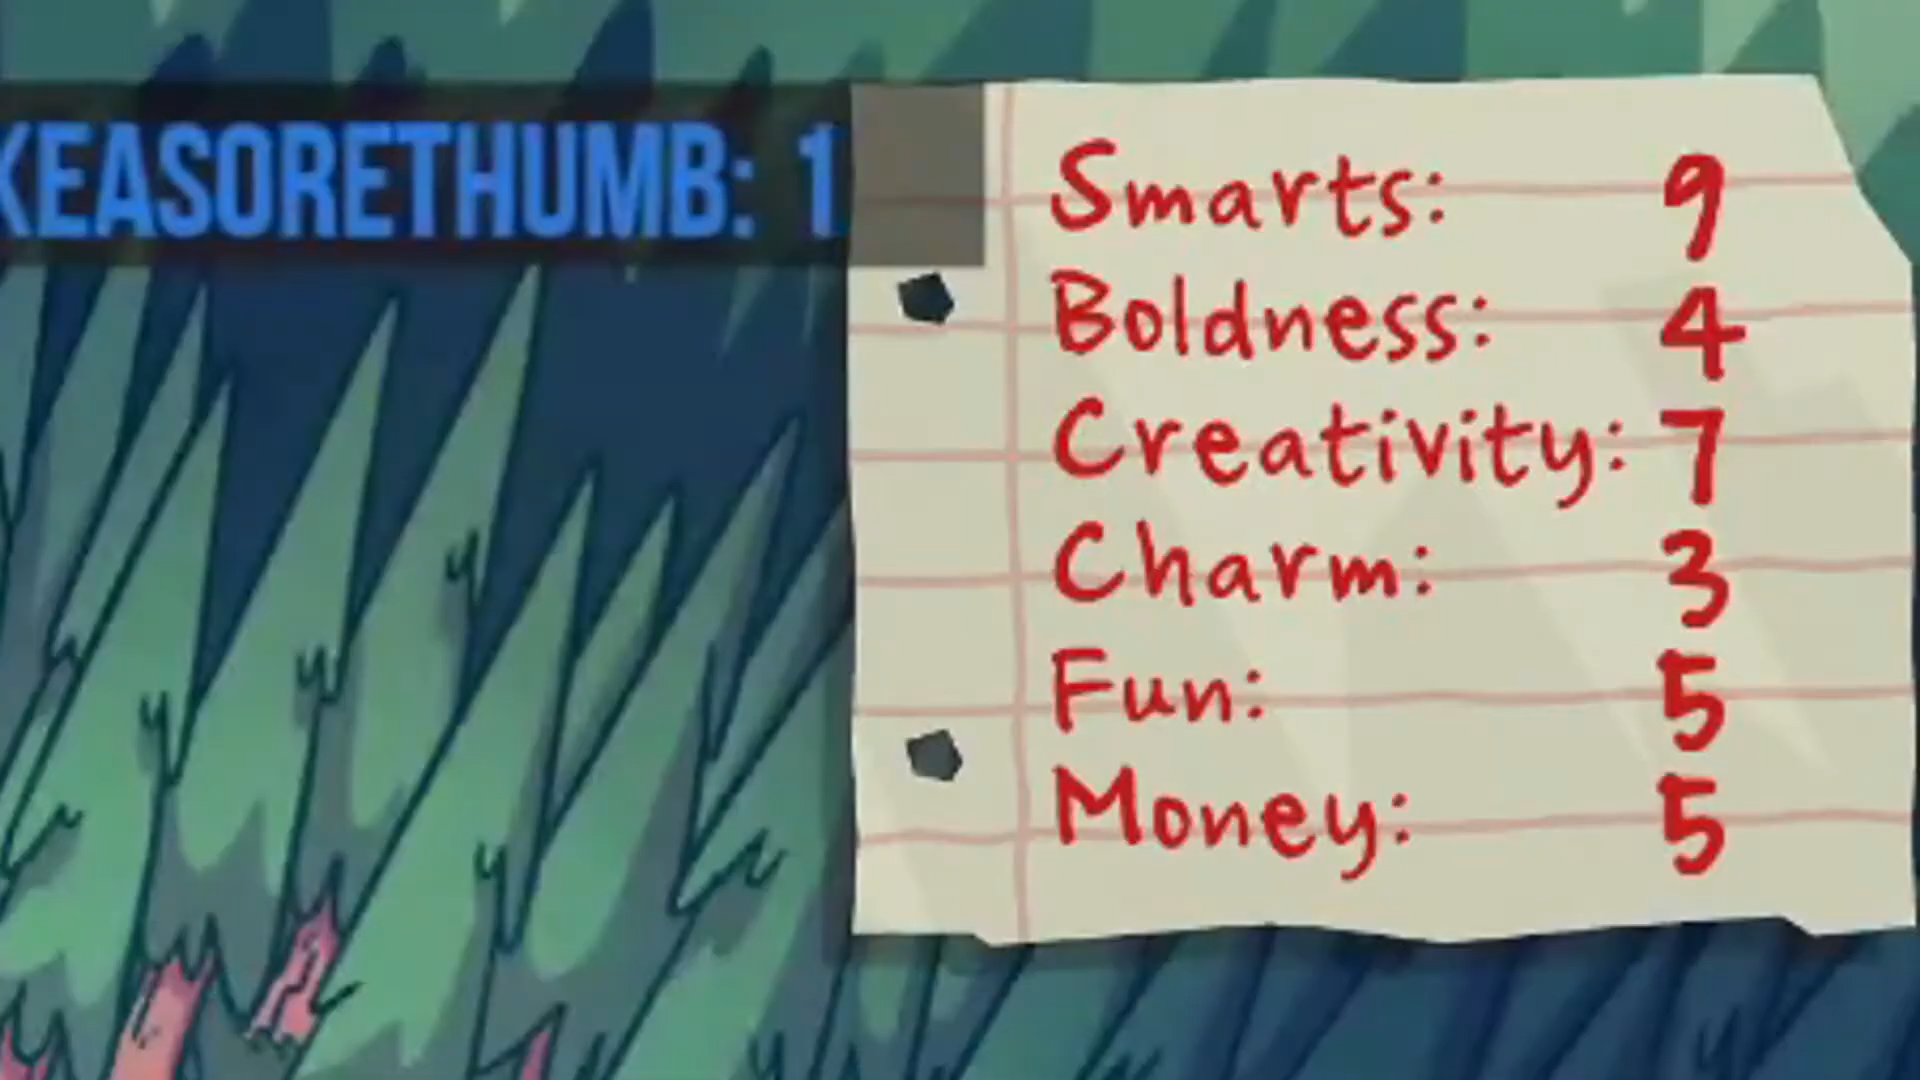 KEASORETHUMB: 1
Smarts: 9
Boldness: 4
Creativity: 7
Charm: 3
Fun: 5
Money: 5